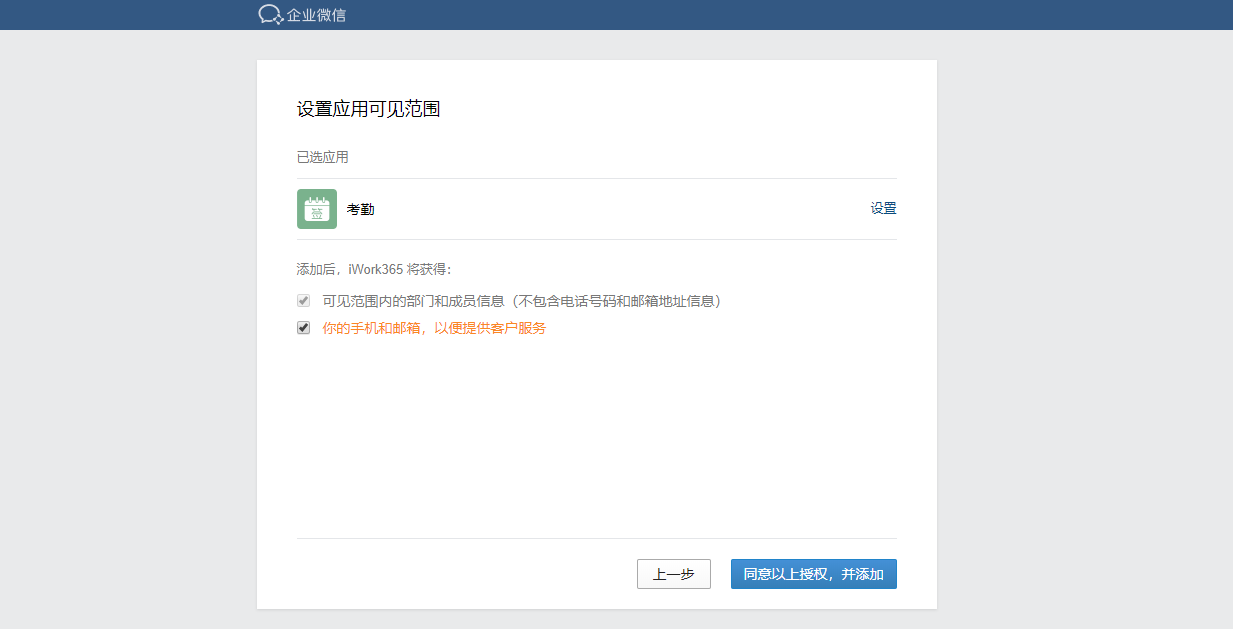 企业微信
设置应用可见范围
已选应用
签
考勤
设置
添加后，iWork365 将获得：
可见范围内的部门和成员信息（不包含电话号码和邮箱地址信息）
你的手机和邮箱，以便提供客户服务
上一步
同意以上授权，并添加